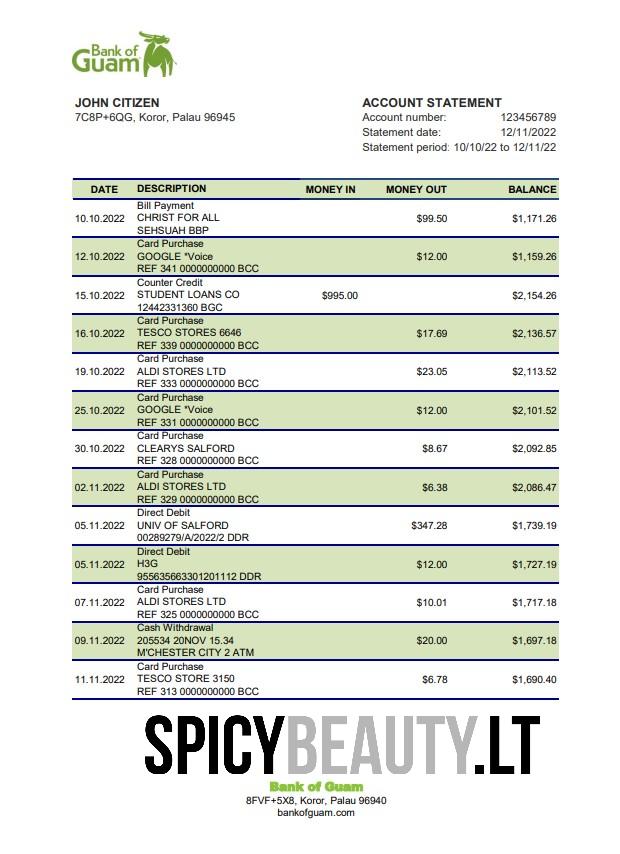 Bank of
Guam
JOHN CITIZEN
7C8P+6QG, Koror, Palau 96945
ACCOUNT STATEMENT
Account number: 123456789
Statement date: 12/11/2022
Statement period: 10/10/22 to 12/11/22
DATE DESCRIPTION MONEY IN MONEY OUT BALANCE
Bill Payment
10.10.2022 CHRIST FOR ALL $99.50 $1,171.26
SEHSUAH BBP
Card Purchase
12.10.2022 GOOGLE *Voice $12.00 $1,159.26
REF 341 0000000000 BCC
Counter Credit
15.10.2022 STUDENT LOANS CO $995.00 $2,154.26
12442331360 BGC
Card Purchase
16.10.2022 TESCO STORES 6646 $17.69 $2,136.57
REF 339 0000000000 BCC
Card Purchase
19.10.2022 ALDI STORES LTD $23.05 $2,113.52
REF 333 0000000000 BCC
Card Purchase
25.10.2022 GOOGLE *Voice $12.00 $2,101.52
REF 331 0000000000 BCC
Card Purchase
30.10.2022 CLEARYS SALFORD $8.67 $2,092.85
REF 328 0000000000 BCC
Card Purchase
02.11.2022 ALDI STORES LTD $6.38 $2,086.47
REF 329 0000000000 BCC
Direct Debit
05.11.2022 UNIV OF SALFORD $347.28 $1,739.19
00289279/A/2022/2 DDR
Direct Debit
05.11.2022 H3G $12.00 $1,727.19
955635663301201112 DDR
Card Purchase
07.11.2022 ALDI STORES LTD $10.01 $1,717.18
REF 325 0000000000 BCC
Cash Withdrawal
09.11.2022 205534 20NOV 15.34 $20.00 $1,697.18
M'CHESTER CITY 2 ATM
Card Purchase
11.11.2022 TESCO STORE 3150 $6.78 $1,690.40
REF 313 0000000000 BCC
SPICYBEAUTY.LT
Bank of Guam
8FVF+5X8, Koror, Palau 96940
bankofguam.com